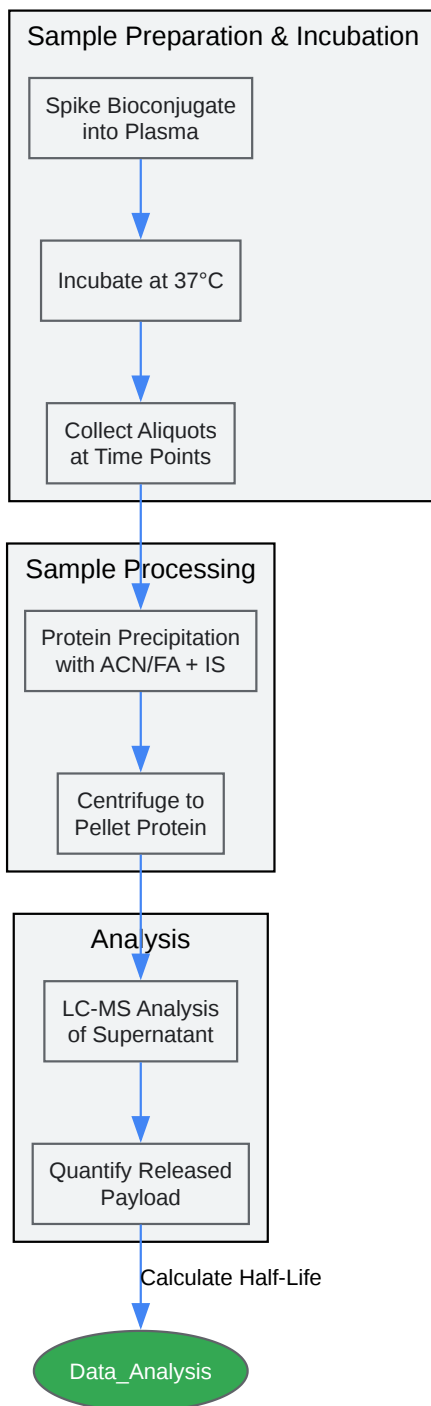 Sample Preparation & Incubation
Spike Bioconjugate
into Plasma
Incubate at 37°C
Collect Aliquots
at Time Points
Sample Processing
Protein Precipitation
with ACN/FA + IS
Centrifuge to
Pellet Protein
Analysis
LC-MS Analysis
of Supernatant
Quantify Released
Payload
Calculate Half-Life
Data_Analysis